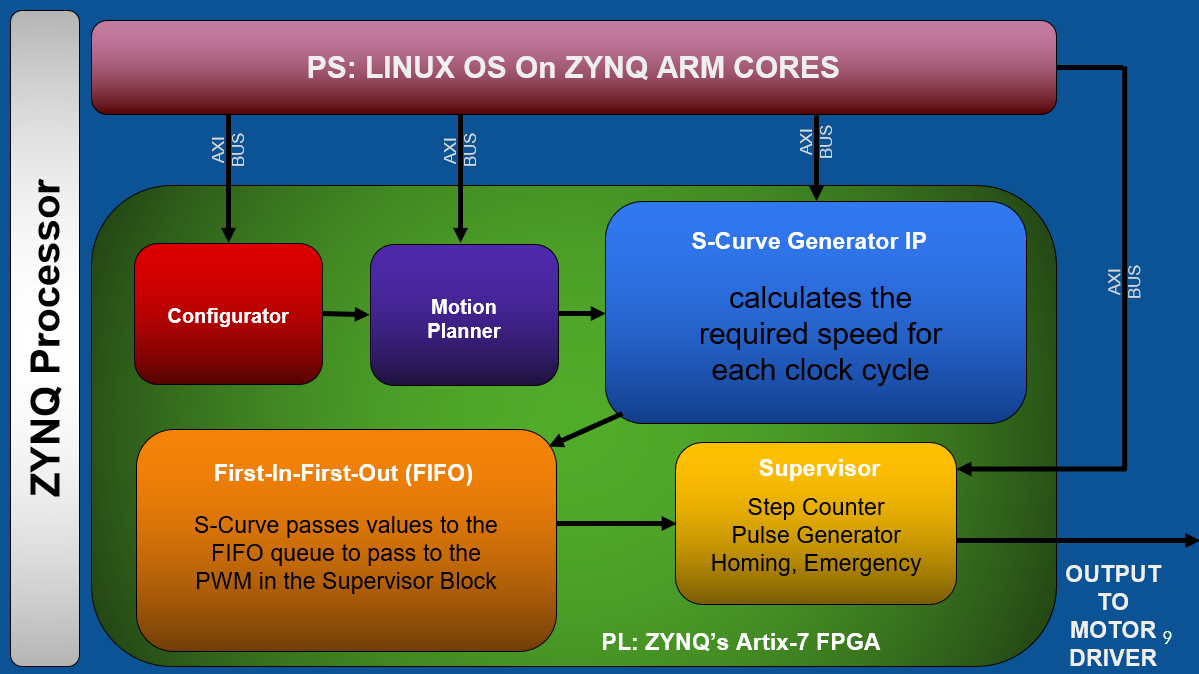 ZYNQ Processor
PS: LINUX OS On ZYNQ ARM CORES
AXI
BUS
AXI
BUS
AXI
BUS
AXI
BUS
Configurator
Motion
Planner
S-Curve Generator IP
calculates the
required speed for
each clock cycle
First-In-First-Out (FIFO)
S-Curve passes values to the
FIFO queue to pass to the
PWM in the Supervisor Block
Supervisor
Step Counter
Pulse Generator
Homing, Emergency
PL: ZYNQ's Artix-7 FPGA
OUTPUT
TO
MOTOR
DRIVER
9